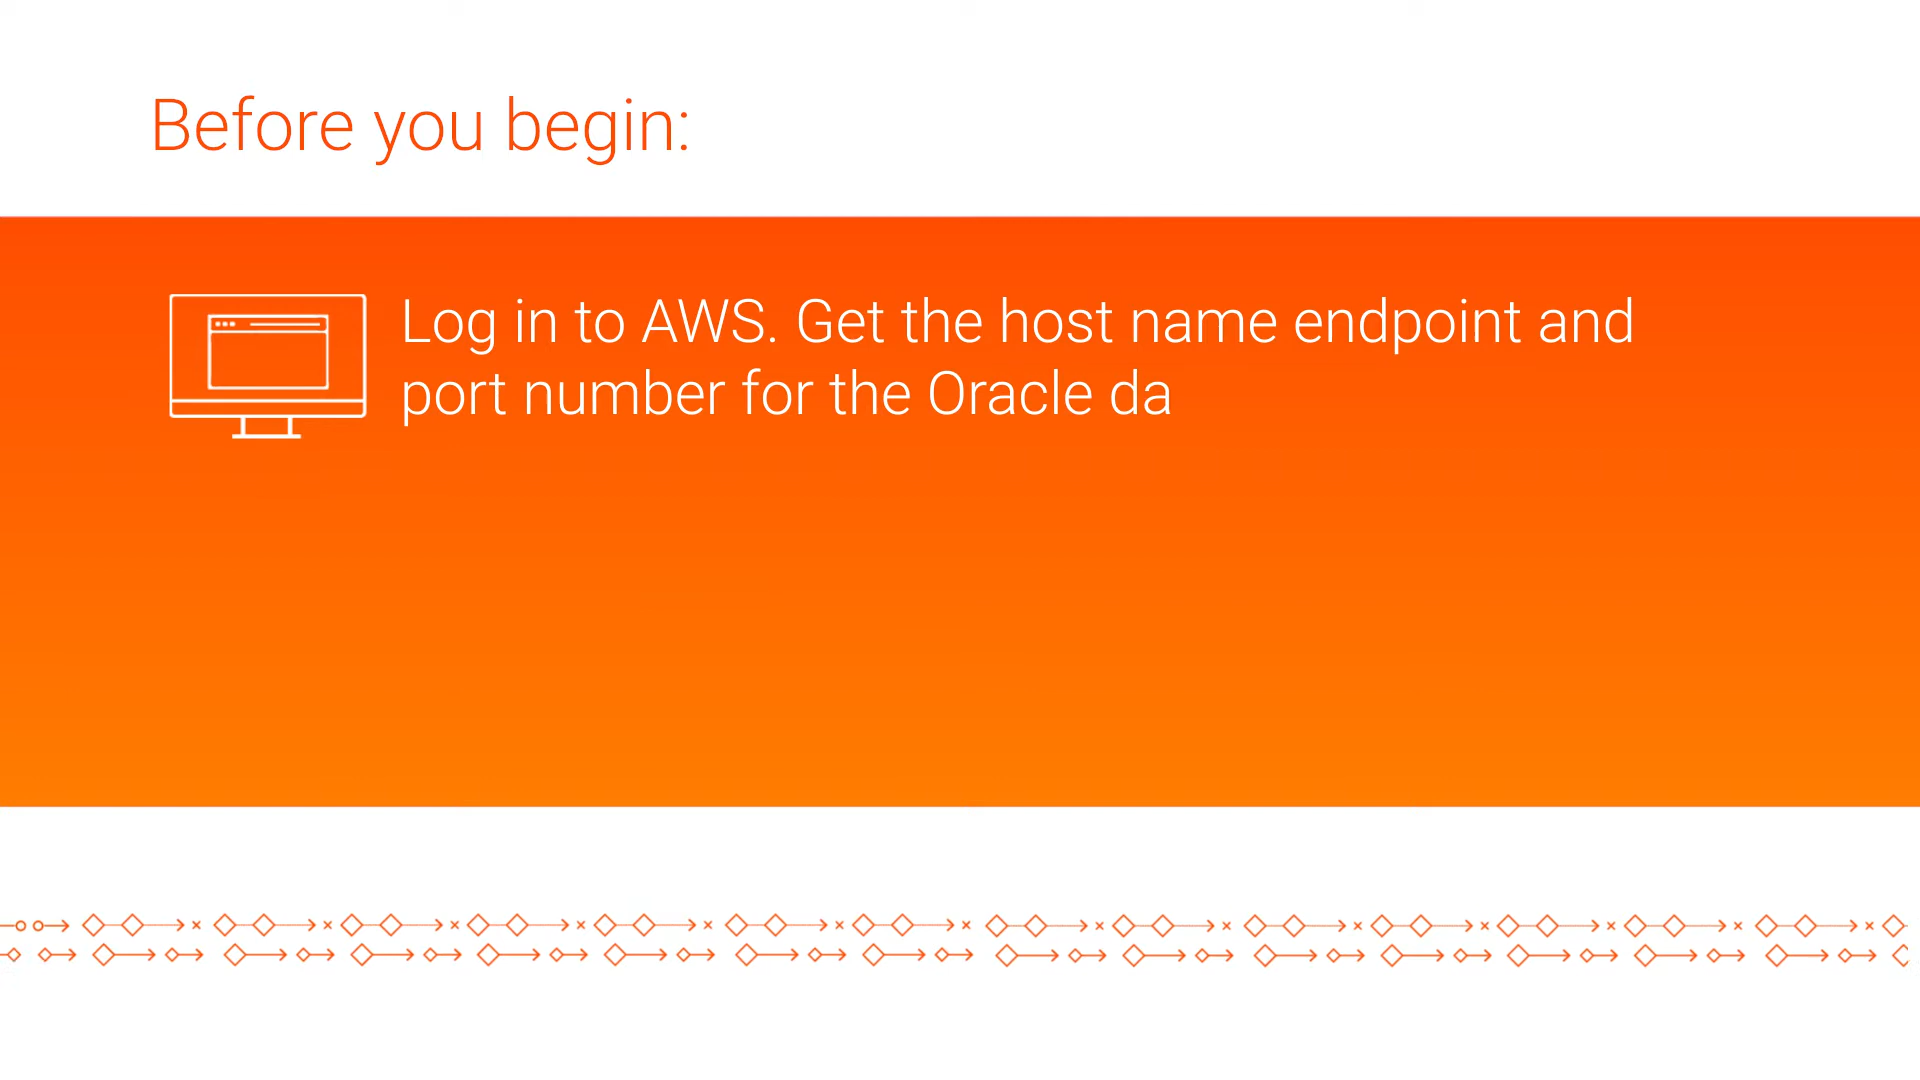 Before you begin:
Log in to AWS. Get the host name endpoint and
port number for the Oracle da